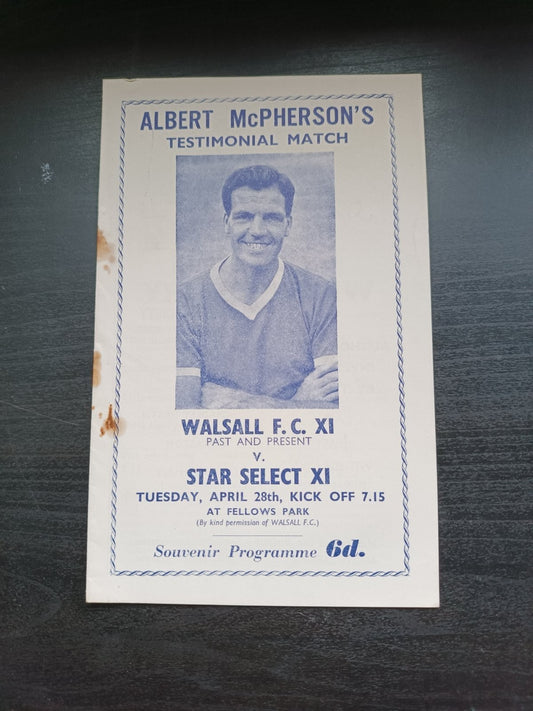 ALBERT McPHERSON'S
TESTIMONIAL MATCH
WALSALL F.C. XI
PAST AND PRESENT
V.
STAR SELECT XI
TUESDAY, APRIL 28th, KICK OFF 7.15
AT FELLOWS PARK
(By kind permission of WALSALL F.C.)
Souvenir Programme 6d.